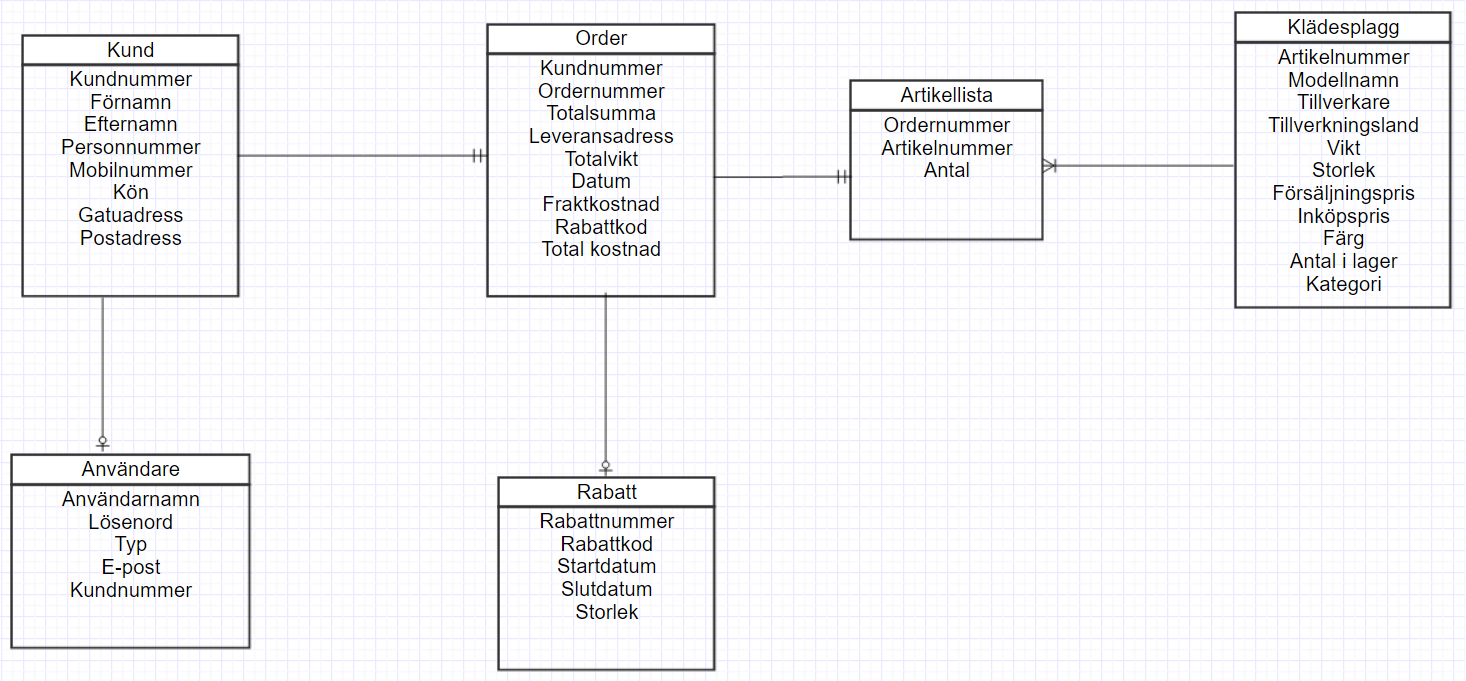 Kund
Kundnummer
Förnamn
Efternamn
Personnummer
Mobilnummer
Kön
Gatuadress
Postadress
Order
Kundnummer
Ordernummer
Totalsumma
Leveransadress
Totalvikt
Datum
Fraktkostnad
Rabattkod
Total kostnad
Artikellista
Ordernummer
Artikelnummer
Antal
Klädesplagg
Artikelnummer
Modellnamn
Tillverkare
Tillverkningsland
Vikt
Storlek
Försäljningspris
Inköpspris
Färg
Antal i lager
Kategori
Användare
Användarnamn
Lösenord
Typ
E-post
Kundnummer
Rabatt
Rabattnummer
Rabattkod
Startdatum
Slutdatum
Storlek